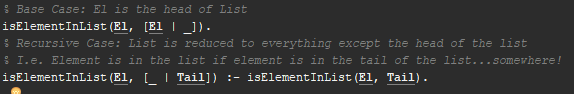 % Base Case: El is the head of List
isElementInList(El, [El | _]).
% Recursive Case: List is reduced to everything except the head of the list
% I.e. Element is in the list if element is in the tail of the list...somewhere!
isElementInList(El, [_ | Tail]) :- isElementInList(El, Tail).